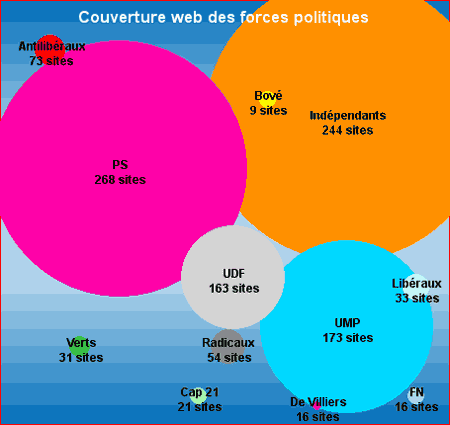 Couverture web des forces politiques
Antilibéraux
73 sites
Bové
9 sites
Indépendants
244 sites
PS
268 sites
UDF
163 sites
Libéraux
33 sites
UMP
173 sites
Verts
31 sites
Radicaux
54 sites
Cap 21
21 sites
De Villiers
16 sites
FN
16 sites